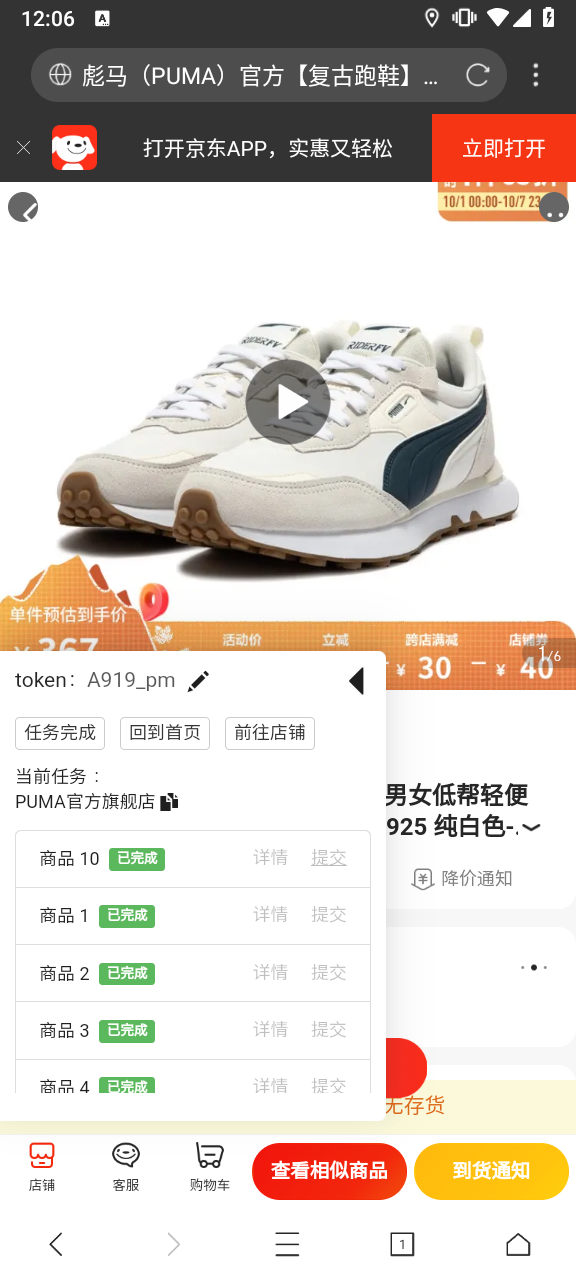 12:06
A
彪马（PUMA）官方【复古跑鞋】...
打开京东APP，实惠又轻松
立即打开
10/1 00:00-10/7 23
RIDER FV
RIDER FV
单件预估到手价
活动价 立减 跨店满减 店铺券
¥ 367
¥ 30 - ¥ 40
1/6
token： A919_pm
任务完成 回到首页 前往店铺
当前任务：
PUMA官方旗舰店
男女低帮轻便
925 纯白色-.
商品 10 已完成 详情 提交
降价通知
商品 1 已完成 详情 提交
商品 2 已完成 详情 提交
商品 3 已完成 详情 提交
商品 4 已完成 详情 提交
无存货
店铺 客服 购物车 查看相似商品 到货通知
1